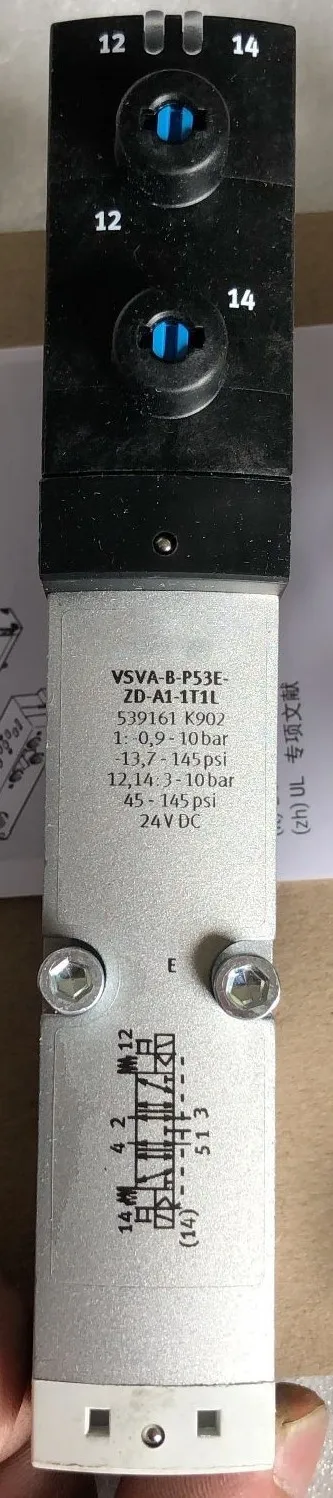 12 14
12
14
VSVA-B-P53E-
ZD-A1-1T1L
539161 K902
1: -0,9 - 10 bar
-13,7 - 145 psi
12,14: 3 - 10 bar
45 - 145 psi
24V DC
E
14 4 2 12
(14) 5 1 3
(zh) UL 专项文献